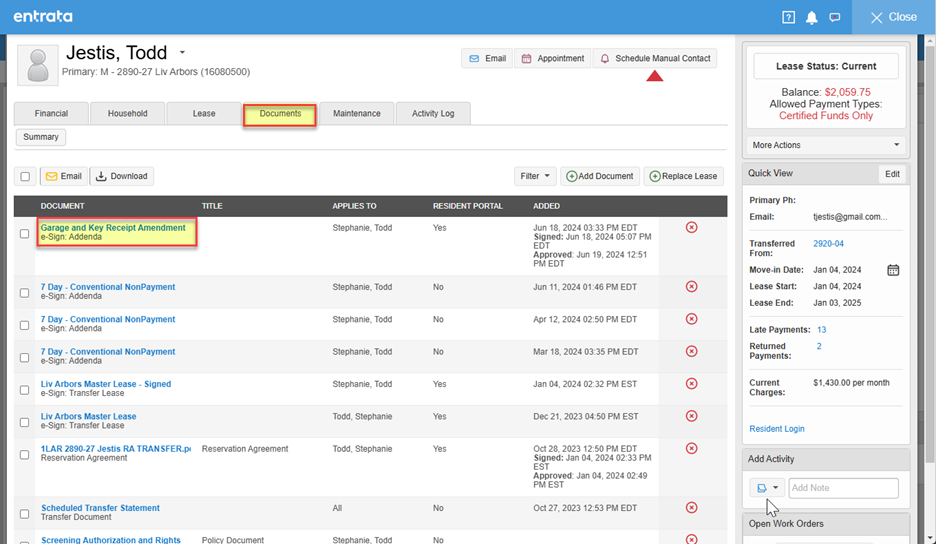 entrata
?
Close
Jestis, Todd
Primary: M - 2890-27 Liv Arbors (16080500)
Email
Appointment
Schedule Manual Contact
Financial
Household
Lease
Documents
Maintenance
Activity Log
Summary
Email
Download
Filter
Add Document
Replace Lease
DOCUMENT TITLE APPLIES TO RESIDENT PORTAL ADDED
Garage and Key Receipt Amendment Stephanie, Todd Yes Jun 18, 2024 03:33 PM EDT
e-Sign: Addenda Signed: Jun 18, 2024 05:07 PM
EDT
Approved: Jun 19, 2024 12:51
PM EDT
7 Day - Conventional NonPayment Stephanie, Todd No Jun 11, 2024 01:46 PM EDT
e-Sign: Addenda
7 Day - Conventional NonPayment Stephanie, Todd No Apr 12, 2024 02:50 PM EDT
e-Sign: Addenda
7 Day - Conventional NonPayment Stephanie, Todd No Mar 18, 2024 03:35 PM EDT
e-Sign: Addenda
Liv Arbors Master Lease - Signed Stephanie, Todd Yes Jan 04, 2024 02:32 PM EST
e-Sign: Transfer Lease
Liv Arbors Master Lease Todd, Stephanie Yes Dec 21, 2023 04:50 PM EST
e-Sign: Transfer Lease
1LAR 2890-27 Jestis RA TRANSFER.p Reservation Agreement Todd, Stephanie Yes Oct 28, 2023 12:50 PM EDT
Reservation Agreement Signed: Jan 04, 2024 02:33 PM
EST
Approved: Jan 04, 2024 02:49
PM EST
Scheduled Transfer Statement All No Oct 27, 2023 12:53 PM EDT
Transfer Document
Screening Authorization and Rights Policy Document Todd, Stephanie No Oct 27, 2023 12:50 PM EDT
Lease Status: Current
Balance: $2,059.75
Allowed Payment Types:
Certified Funds Only
More Actions
Quick View
Edit
Primary Ph:
Email: tjestis@gmail.com...
Transferred 2920-04
From:
Move-in Date: Jan 04, 2024
Lease Start: Jan 04, 2024
Lease End: Jan 03, 2025
Late Payments: 13
Returned 2
Payments:
Current $1,430.00 per month
Charges:
Resident Login
Add Activity
Add Note
Open Work Orders